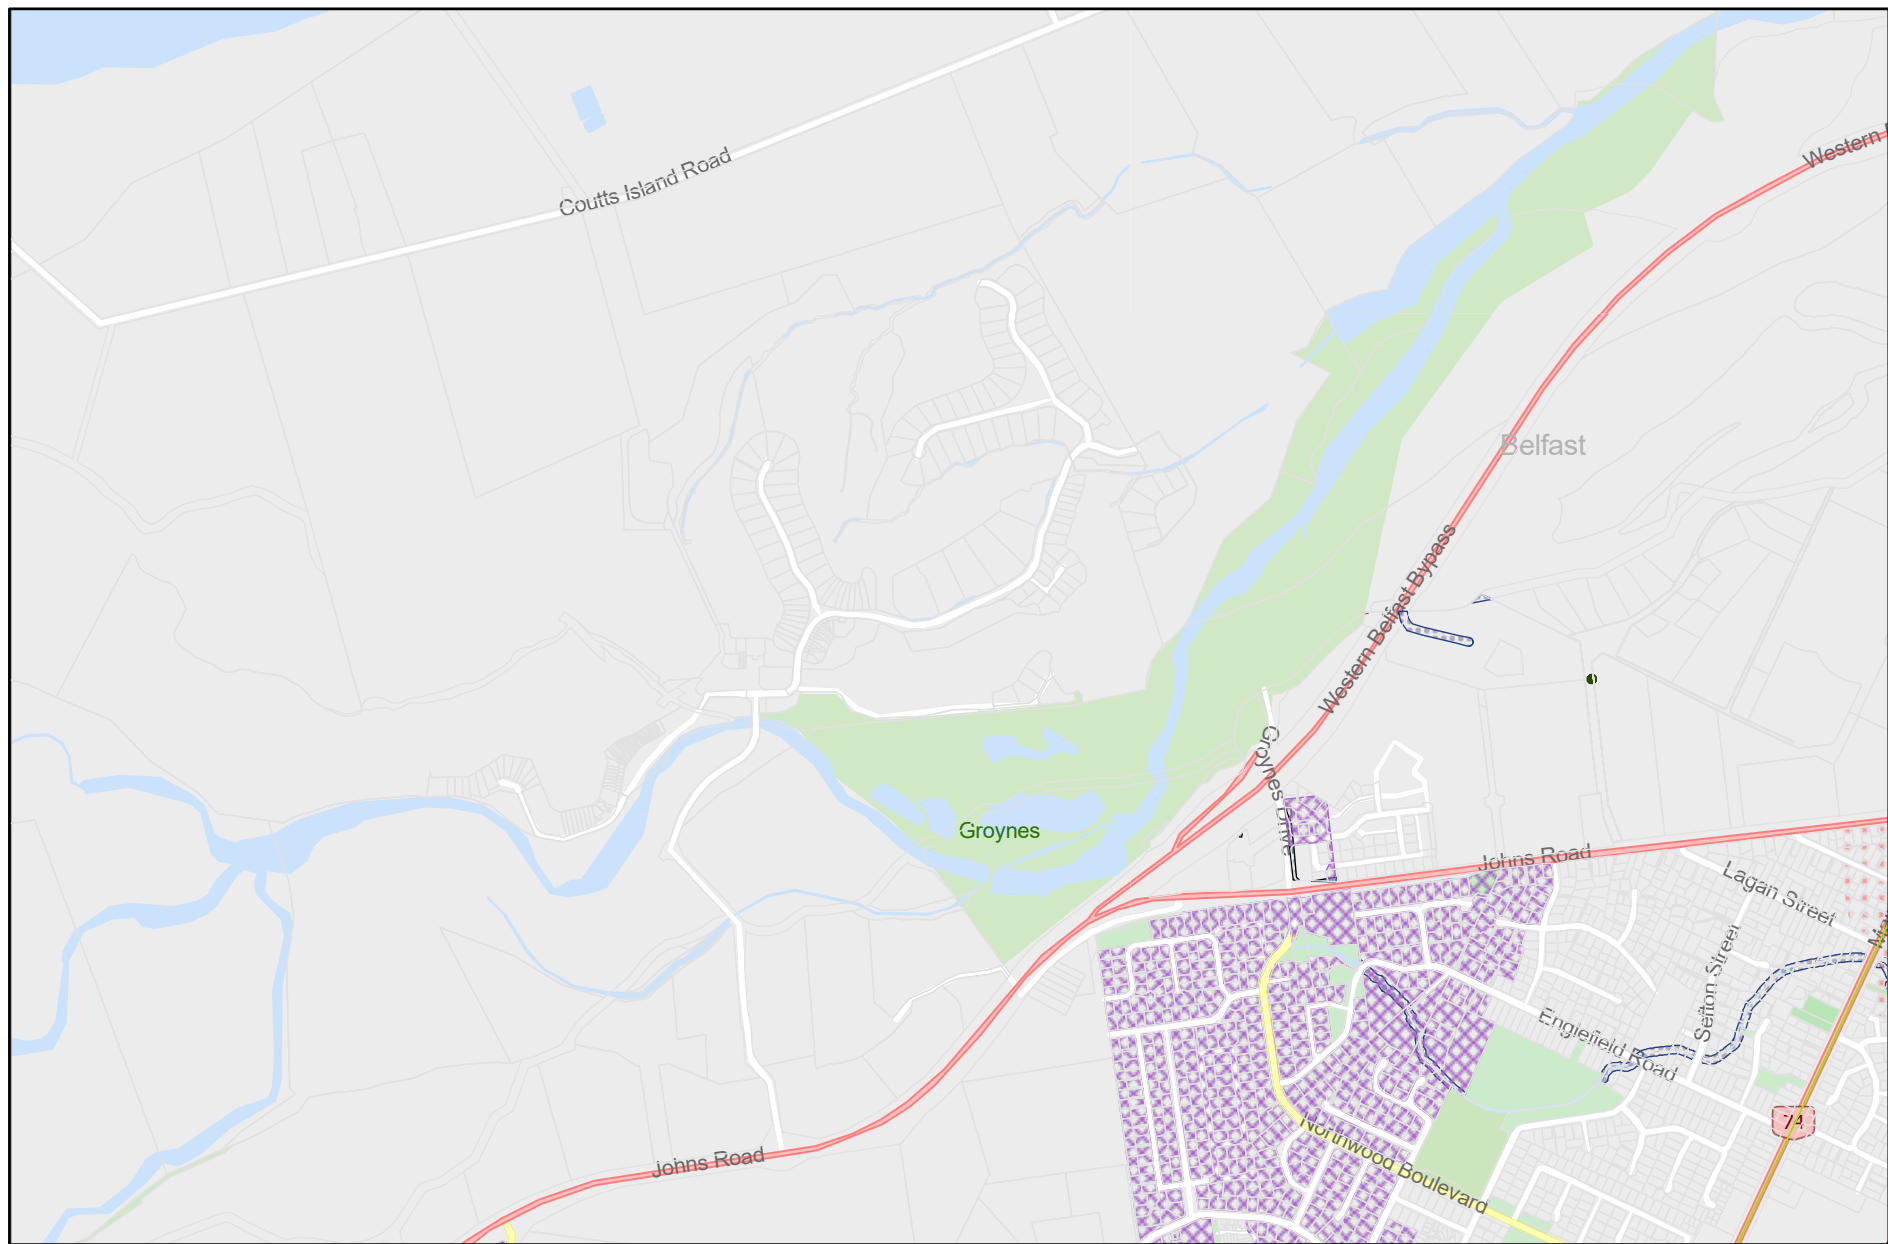 Western
Coutts Island Road
Belfast
Western Belfast Bypass
Groynes Drive
Groynes
Johns Road
Lagan Street
Sefton Street
Englefield Road
74
Northwood Boulevard
Johns Road